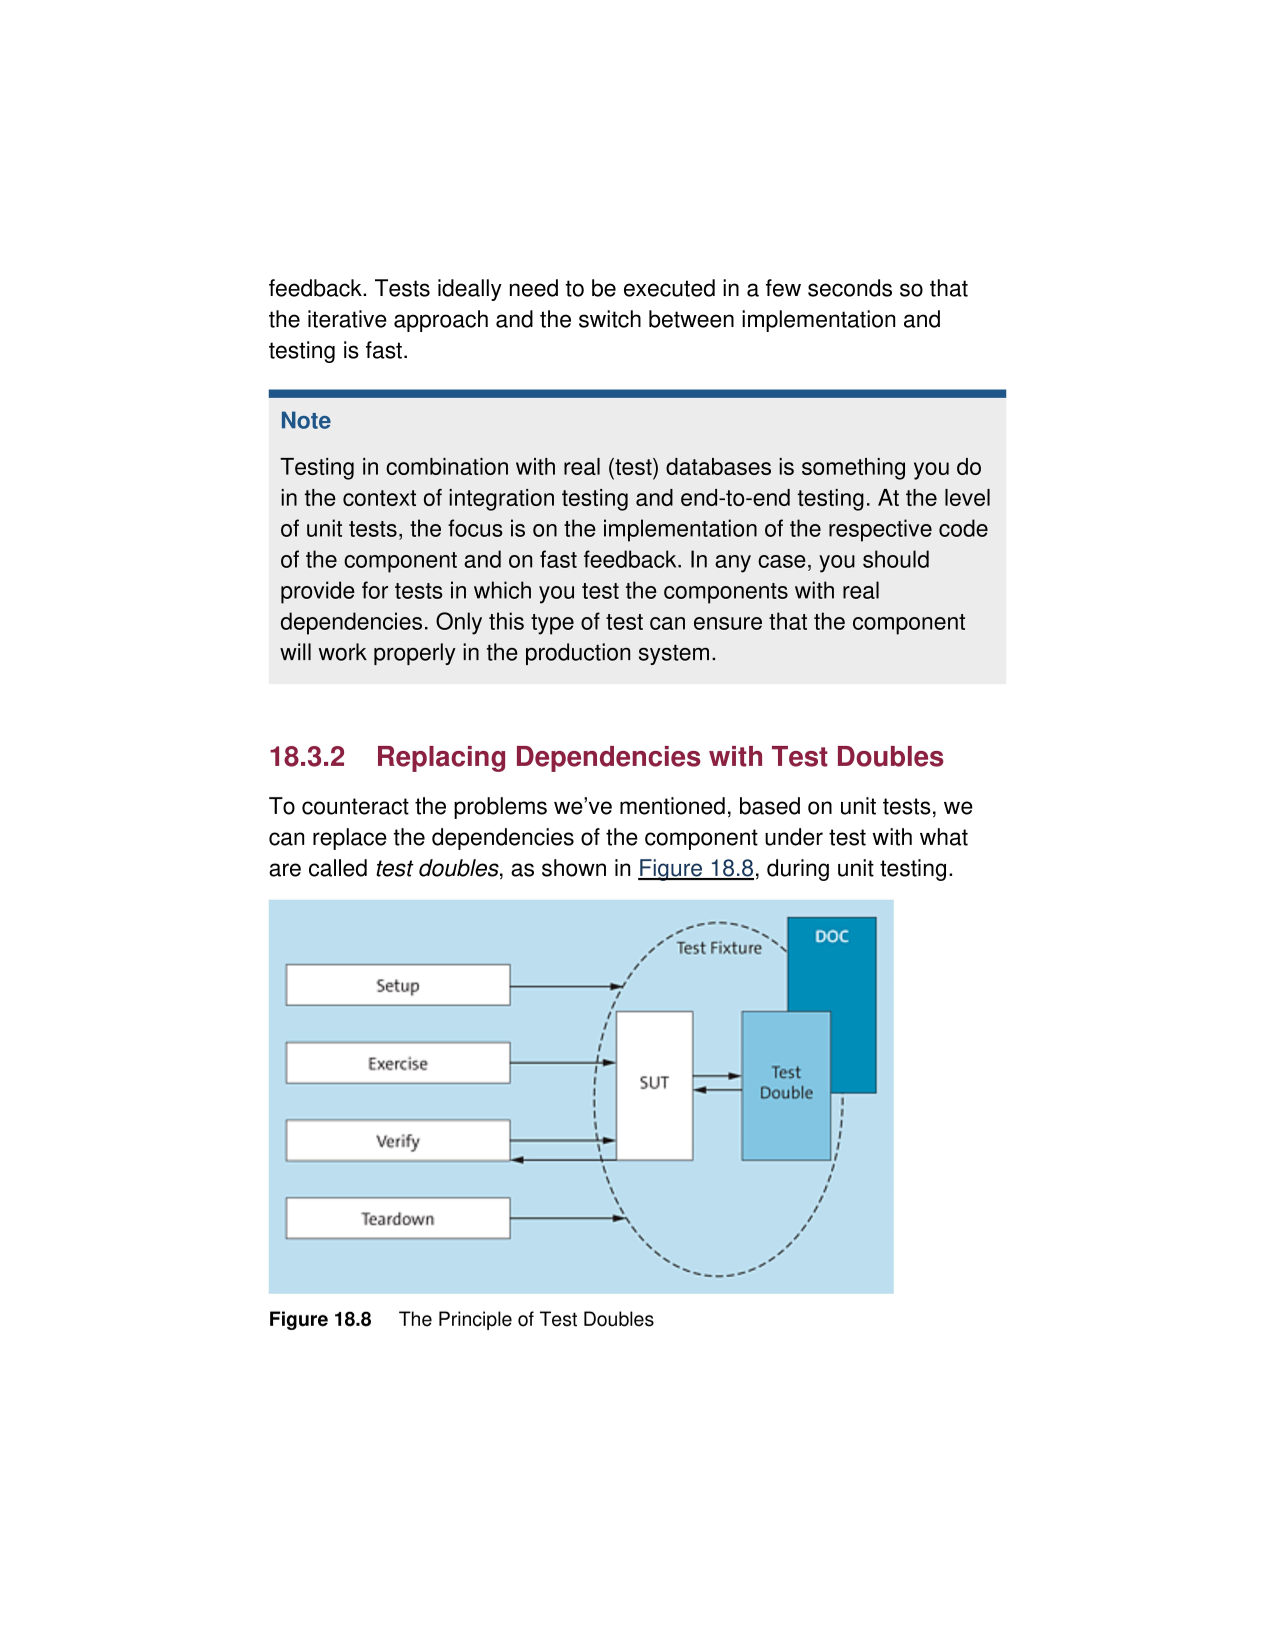 feedback. Tests ideally need to be executed in a few seconds so that
the iterative approach and the switch between implementation and
testing is fast.
Note
Testing in combination with real (test) databases is something you do
in the context of integration testing and end-to-end testing. At the level
of unit tests, the focus is on the implementation of the respective code
of the component and on fast feedback. In any case, you should
provide for tests in which you test the components with real
dependencies. Only this type of test can ensure that the component
will work properly in the production system.
18.3.2 Replacing Dependencies with Test Doubles
To counteract the problems we’ve mentioned, based on unit tests, we
can replace the dependencies of the component under test with what
are called test doubles, as shown in Figure 18.8, during unit testing.
DOC
Test Fixture
Setup
Exercise
SUT
Test
Double
Verify
Teardown
Figure 18.8 The Principle of Test Doubles